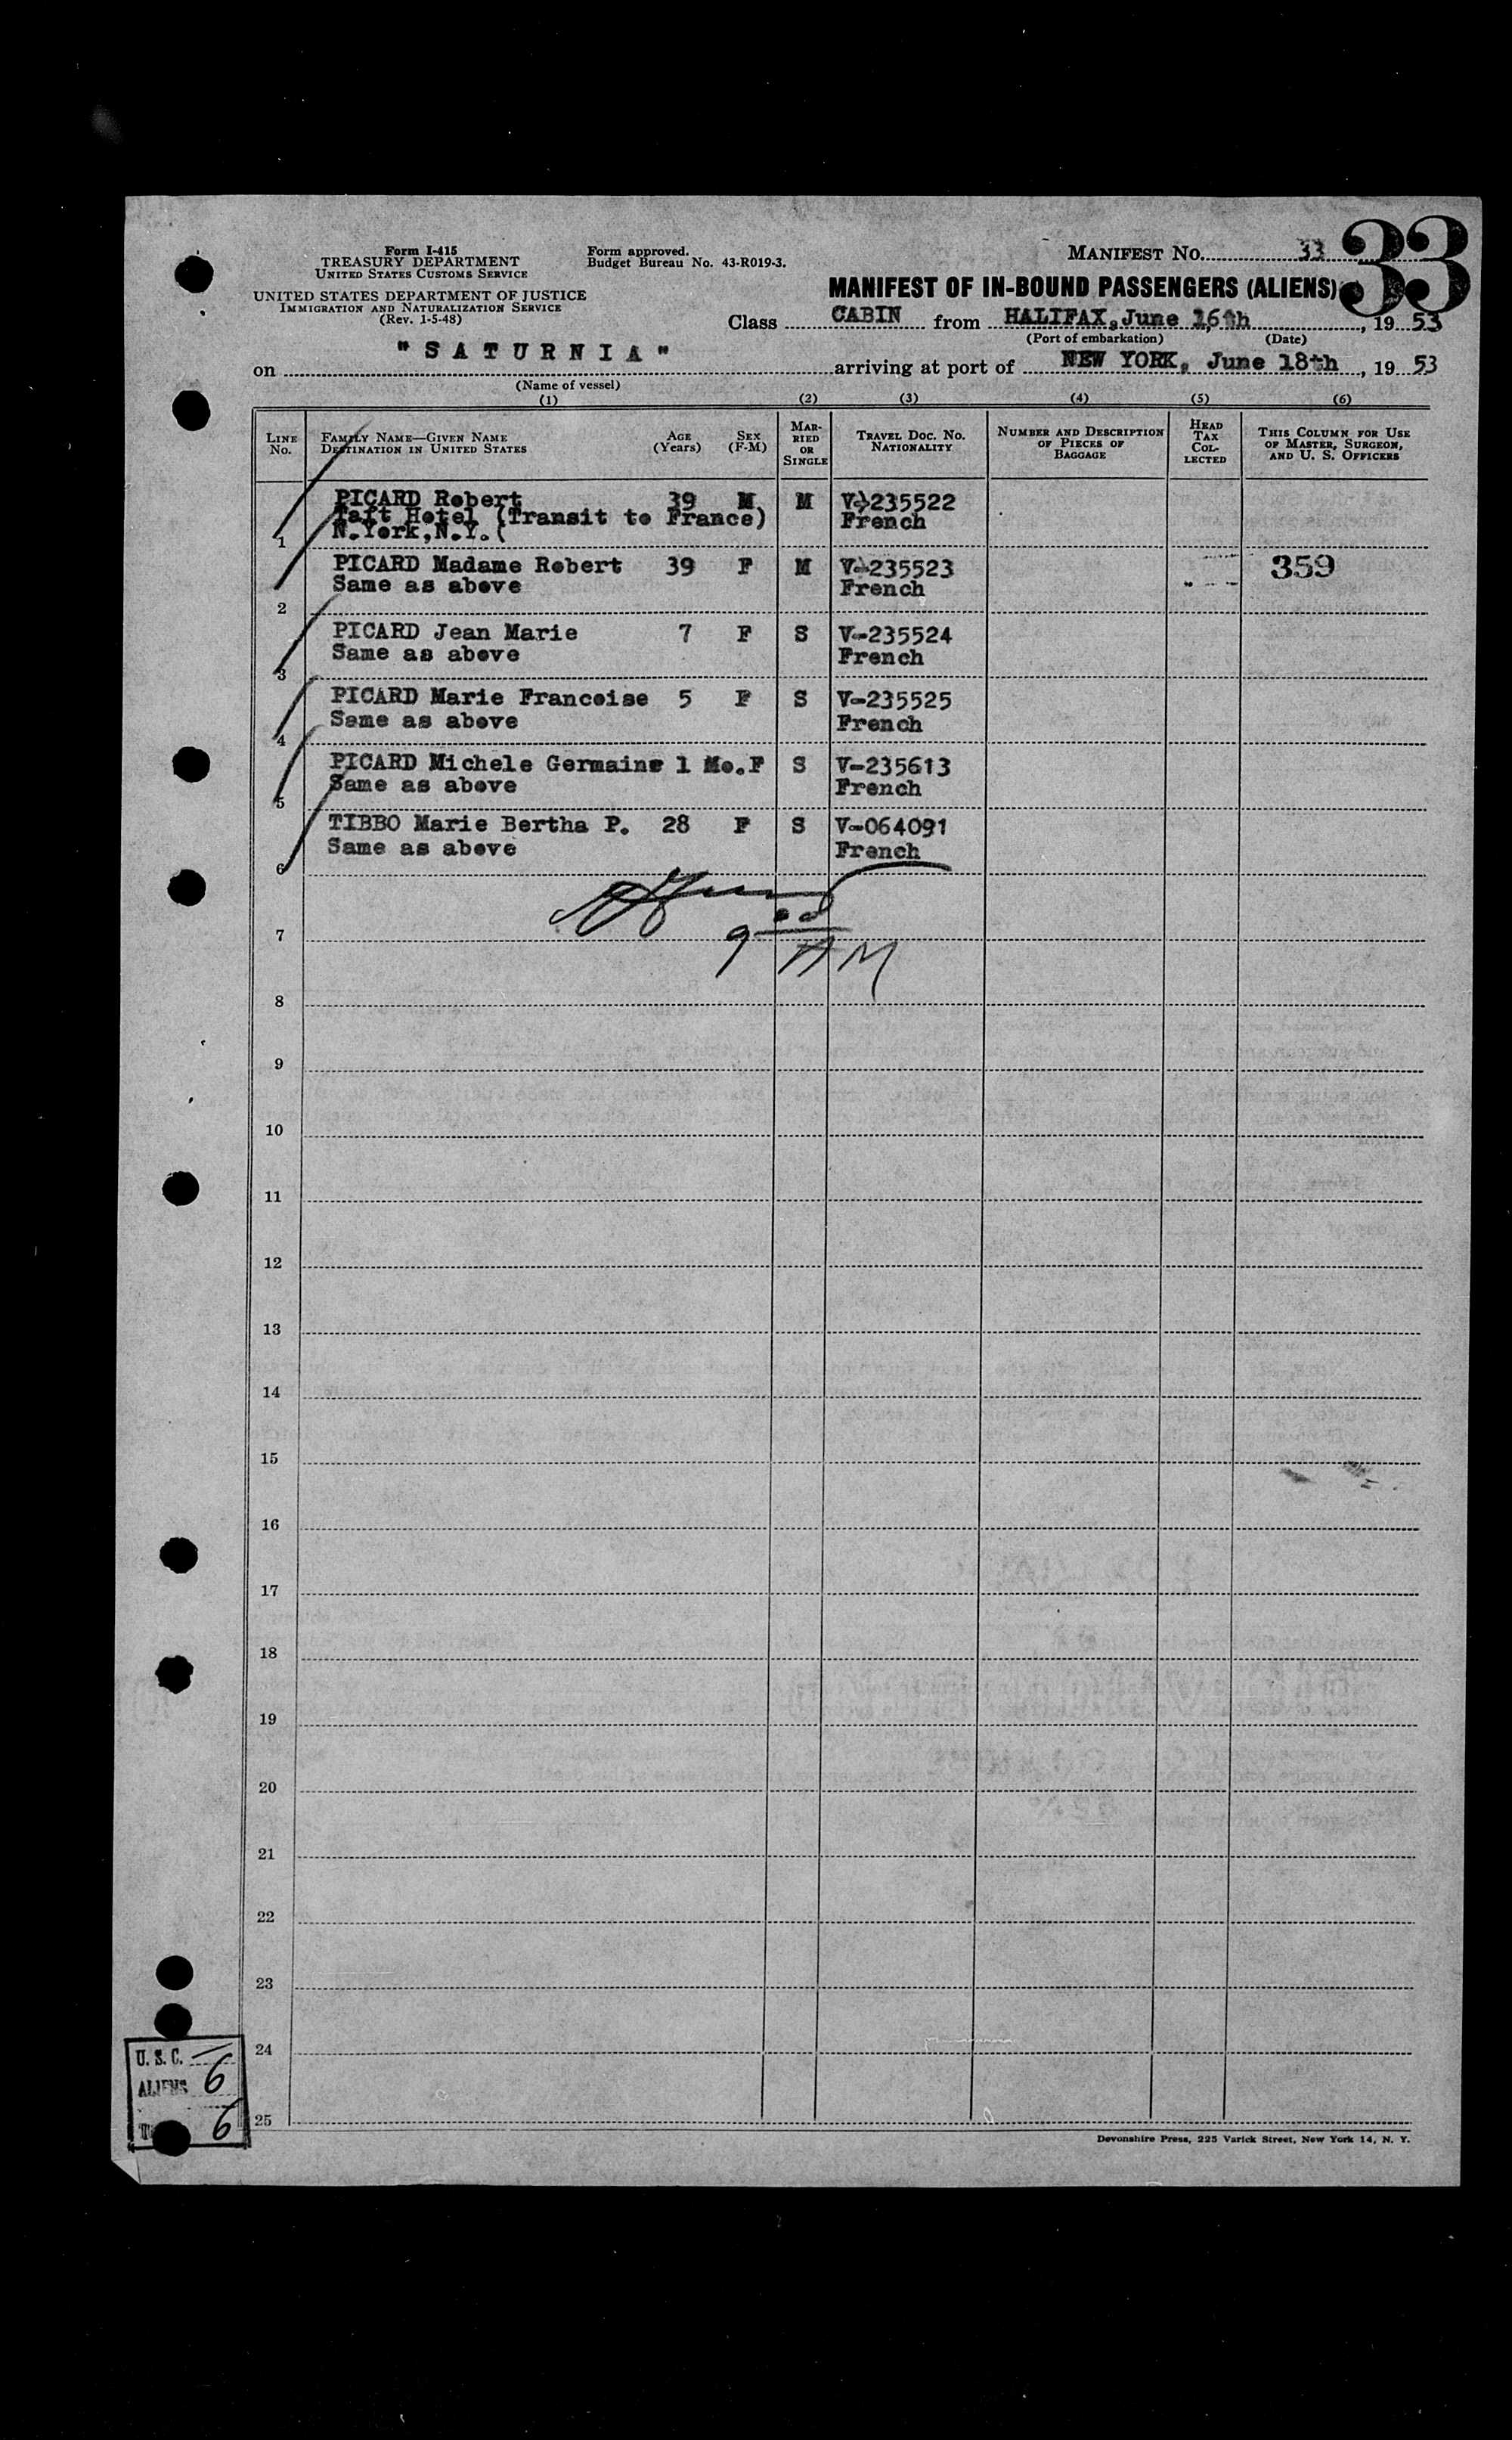 Form I-415
TREASURY DEPARTMENT
UNITED STATES CUSTOMS SERVICE
UNITED STATES DEPARTMENT OF JUSTICE
IMMIGRATION AND NATURALIZATION SERVICE
(Rev. 1-5-48)
Form approved.
Budget Bureau No. 43-R019-3.
MANIFEST No. 33
33
MANIFEST OF IN-BOUND PASSENGERS (ALIENS)
Class CABIN from HALIFAX, June 16th, 1953
(Port of embarkation) (Date)
on "SATURNIA" arriving at port of NEW YORK, June 18th, 1953
(Name of vessel)
(1) (2) (3) (4) (5) (6)
LINE No.
FAMILY NAME—GIVEN NAME
DESTINATION IN UNITED STATES
AGE (Years)
SEX (F-M)
MARRIED OR SINGLE
TRAVEL DOC. NO. NATIONALITY
NUMBER AND DESCRIPTION OF PIECES OF BAGGAGE
HEAD TAX COLLECTED
THIS COLUMN FOR USE OF MASTER, SURGEON, AND U. S. OFFICERS
PICARD Robert 39 M M V-235522
Taft Hotel (Transit to France) French
1 N.York,N.Y. (
PICARD Madame Robert 39 F M V-235523 359
Same as above French
2
PICARD Jean Marie 7 F S V-235524
Same as above French
3
PICARD Marie Francoise 5 F S V-235525
Same as above French
4
PICARD Michele Germaine 1 Mo. F S V-235613
Same as above French
5
TIBBO Marie Bertha P. 28 F S V-064091
Same as above French
6
9 00 AM
7
8
9
10
11
12
13
14
15
16
17
18
19
20
21
22
23
24
25
U. S. C. —
ALIENS 6
6
Devonshire Press, 225 Varick Street, New York 14, N. Y.